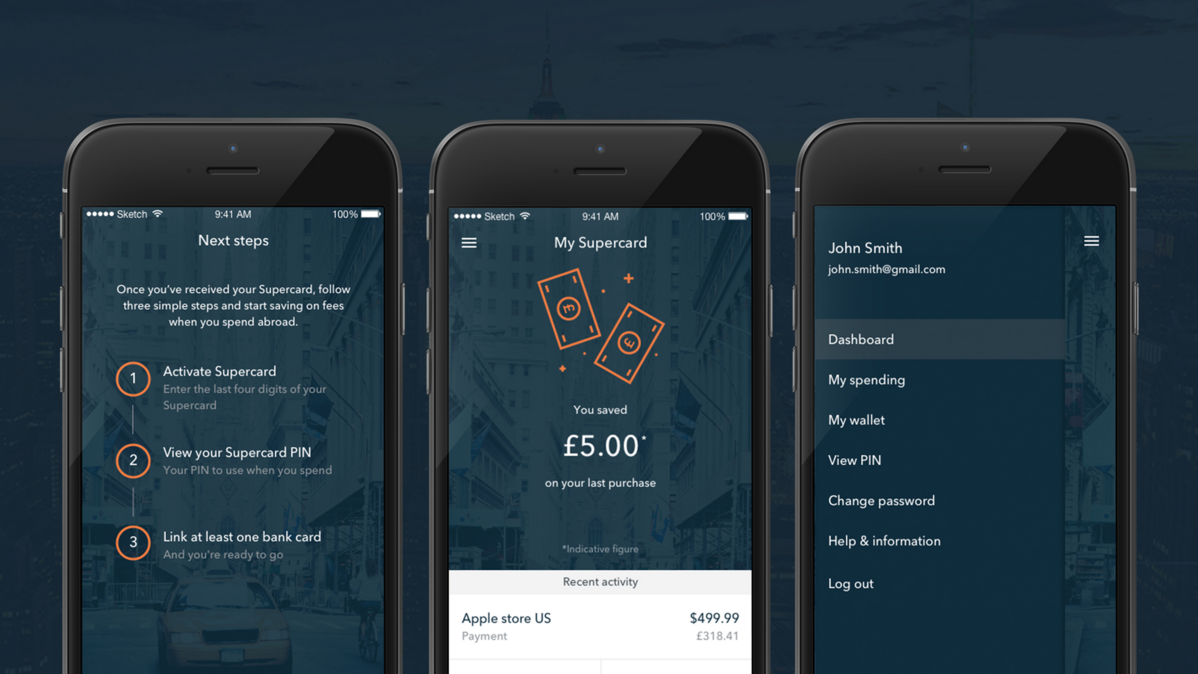 Sketch 9:41 AM 100%
Next steps
Once you've received your Supercard, follow
three simple steps and start saving on fees
when you spend abroad.
1 Activate Supercard
Enter the last four digits of your
Supercard
2 View your Supercard PIN
Your PIN to use when you spend
3 Link at least one bank card
And you're ready to go
Sketch 9:41 AM 100%
My Supercard
£
£
You saved
£5.00*
on your last purchase
*Indicative figure
Recent activity
Apple store US $499.99
Payment £318.41
John Smith
john.smith@gmail.com
Dashboard
My spending
My wallet
View PIN
Change password
Help & information
Log out